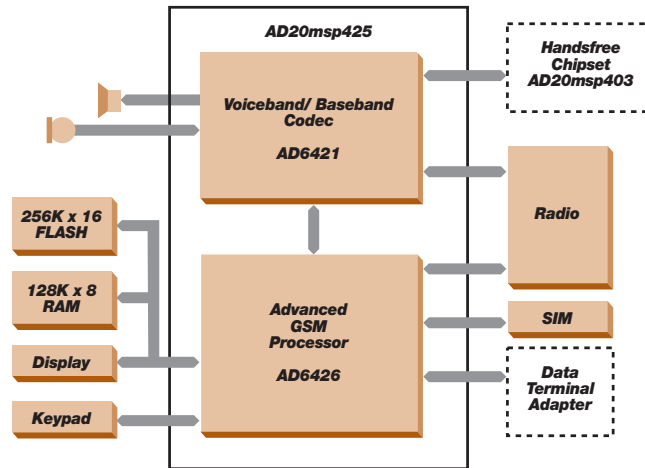 AD20msp425
Handsfree
Chipset
AD20msp403
Voiceband/ Baseband
Codec
AD6421
256K x 16
FLASH
Radio
128K x 8
RAM
Advanced
GSM
Processor
AD6426
SIM
Display
Data
Terminal
Adapter
Keypad